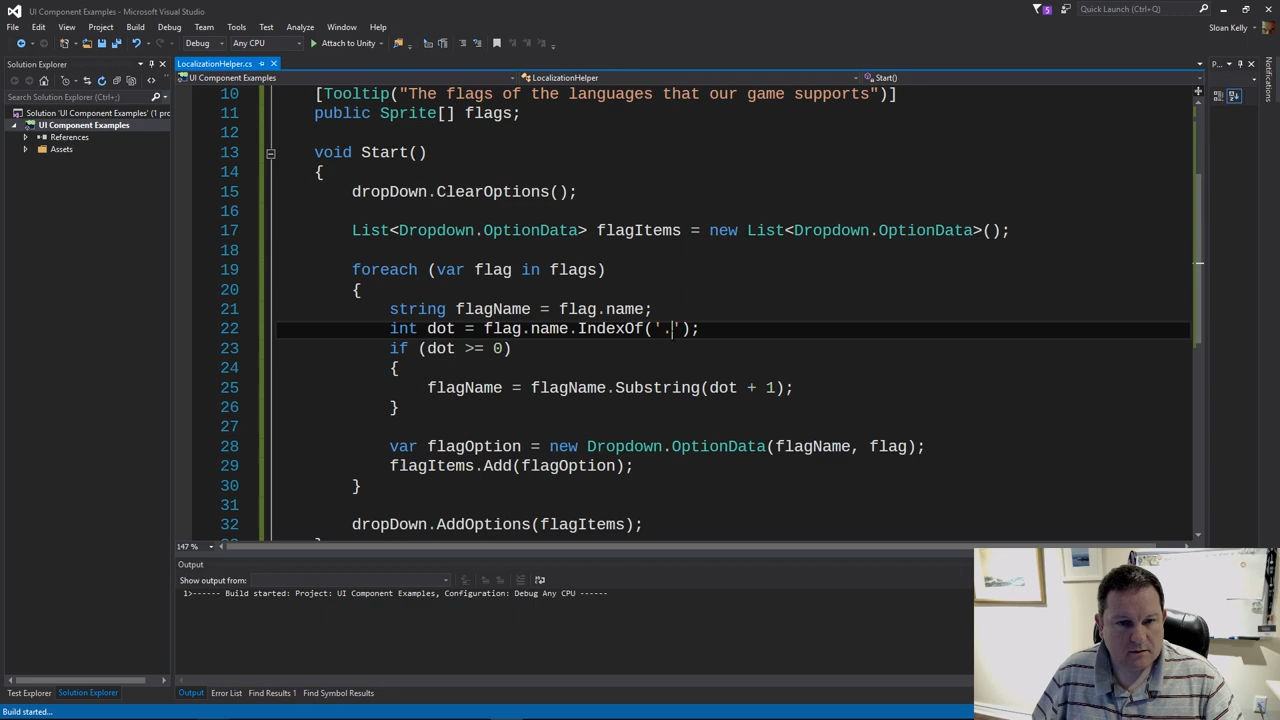 UI Component Examples - Microsoft Visual Studio
5
Quick Launch (Ctrl+Q)
File Edit View Project Build Debug Team Tools Test Analyze Window Help
Sloan Kelly
Debug Any CPU Attach to Unity
Solution Explorer
LocalizationHelper.cs
P...
Notifications
UI Component Examples LocalizationHelper Start()
Search Solution Explorer (Ctrl+;)
Solution 'UI Component Examples' (1 pro
UI Component Examples
References
Assets
10 [Tooltip("The flags of the languages that our game supports")]
11 public Sprite[] flags;
12
13 void Start()
14 {
15 dropDown.ClearOptions();
16
17 List<Dropdown.OptionData> flagItems = new List<Dropdown.OptionData>();
18
19 foreach (var flag in flags)
20 {
21 string flagName = flag.name;
22 int dot = flag.name.IndexOf('.');
23 if (dot >= 0)
24 {
25 flagName = flagName.Substring(dot + 1);
26 }
27
28 var flagOption = new Dropdown.OptionData(flagName, flag);
29 flagItems.Add(flagOption);
30 }
31
32 dropDown.AddOptions(flagItems);
147 %
Output
Show output from:
1>------ Build started: Project: UI Component Examples, Configuration: Debug Any CPU ------
Test Explorer Solution Explorer
Output Error List Find Results 1 Find Symbol Results
Build started...